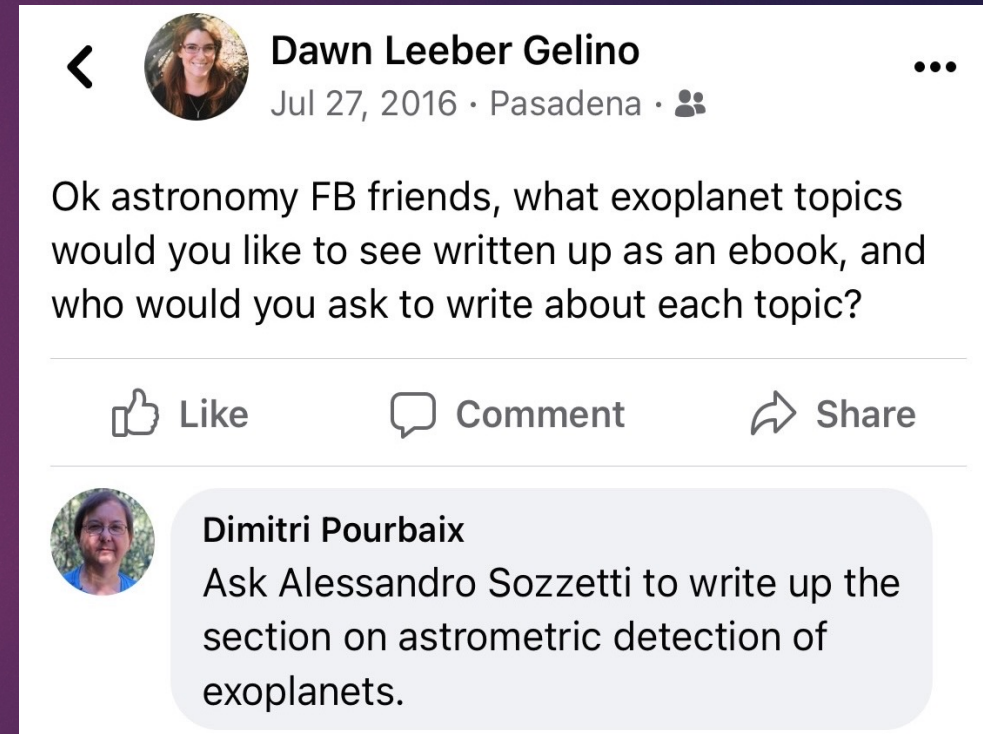 Dawn Leeber Gelino
Jul 27, 2016 · Pasadena ·
Ok astronomy FB friends, what exoplanet topics
would you like to see written up as an ebook, and
who would you ask to write about each topic?
Like Comment Share
Dimitri Pourbaix
Ask Alessandro Sozzetti to write up the
section on astrometric detection of
exoplanets.